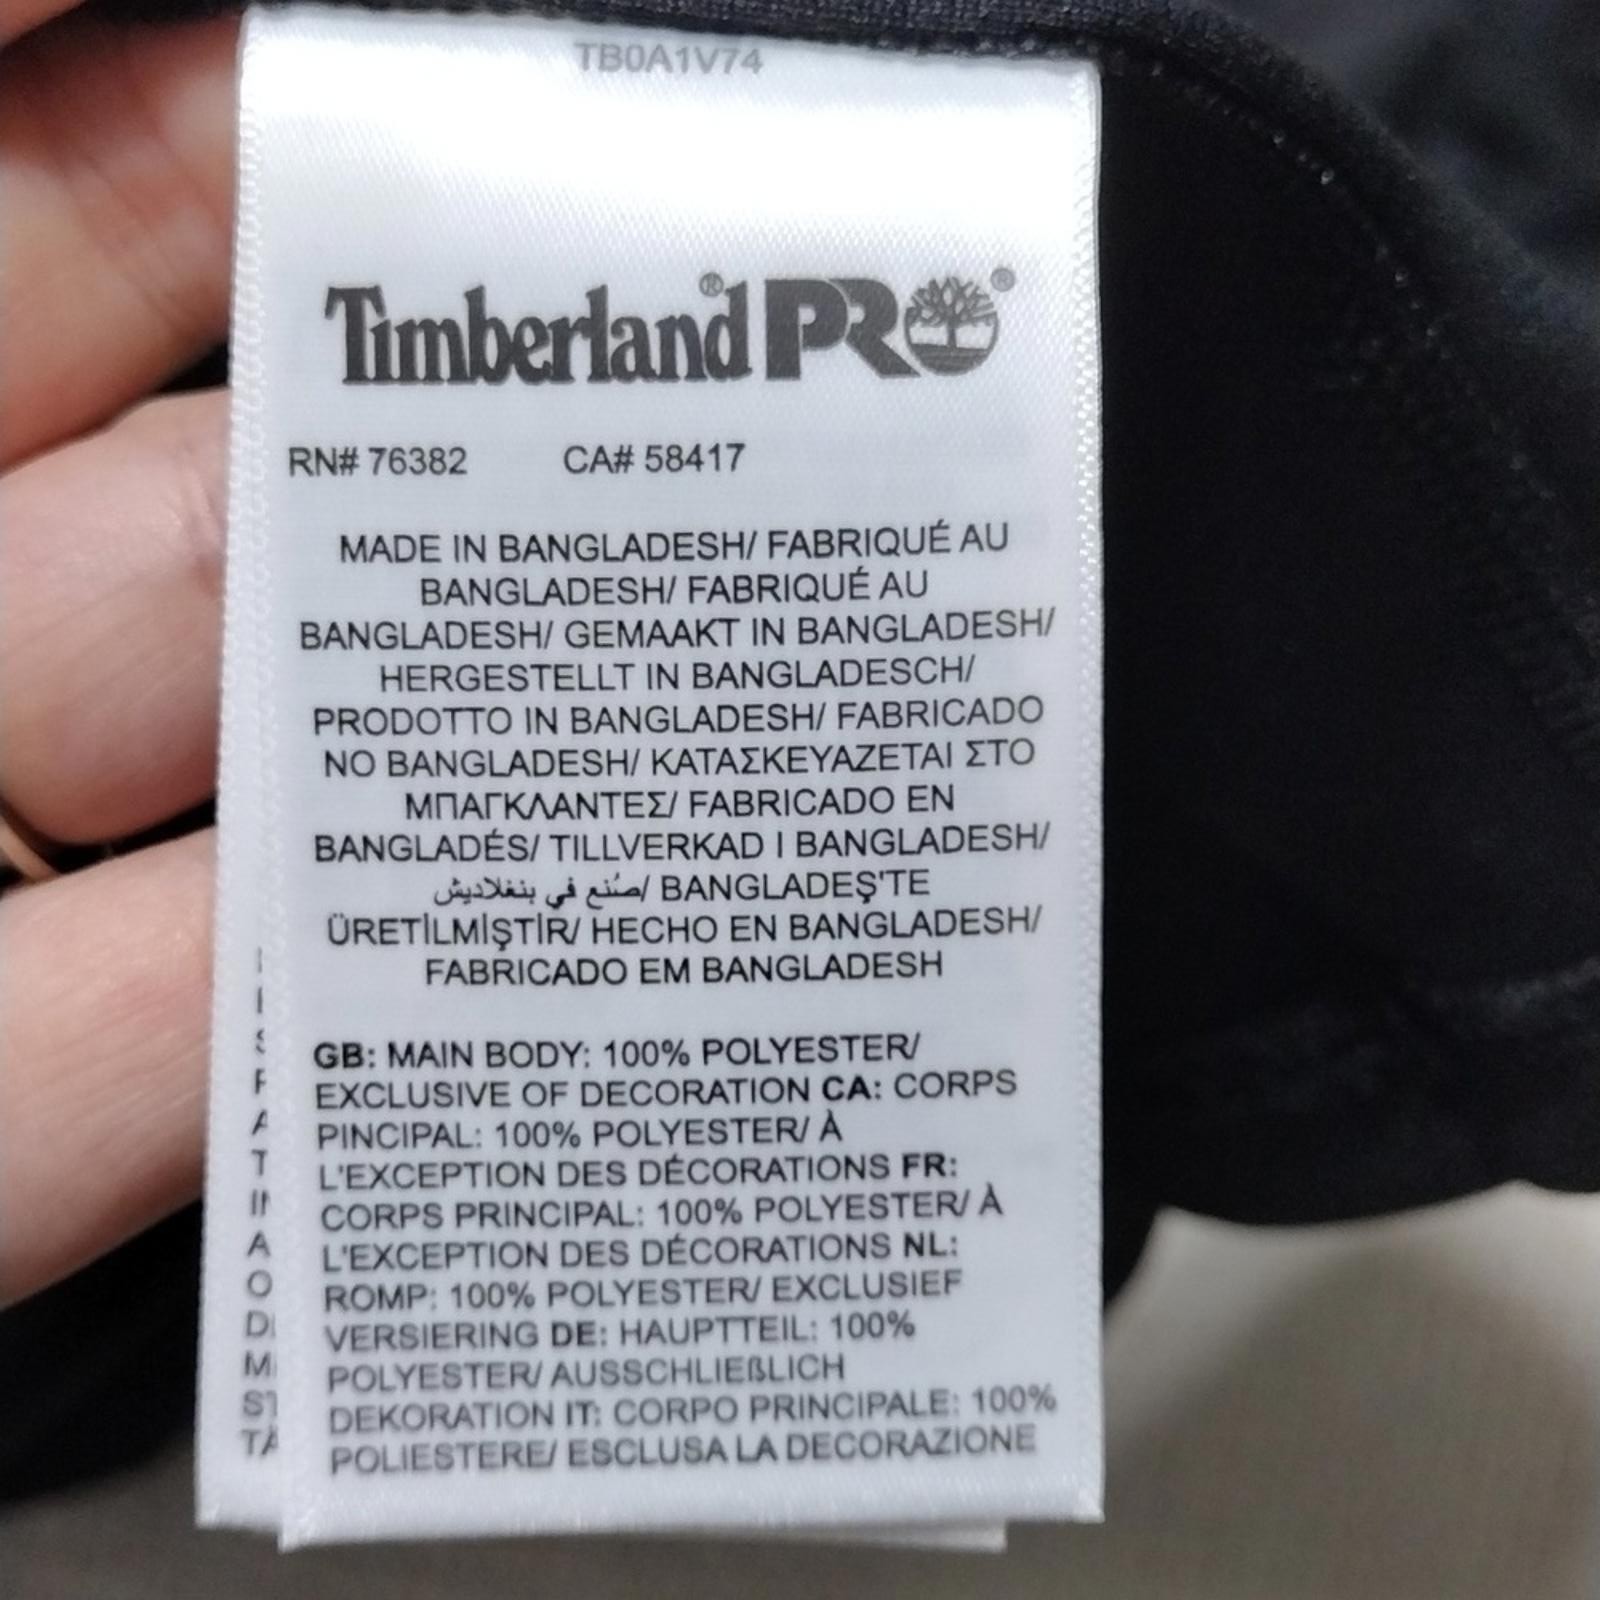 TB0A1V74
Timberland® PRO®
RN# 76382 CA# 58417
MADE IN BANGLADESH/ FABRIQUÉ AU
BANGLADESH/ FABRIQUÉ AU
BANGLADESH/ GEMAAKT IN BANGLADESH/
HERGESTELLT IN BANGLADESCH/
PRODOTTO IN BANGLADESH/ FABRICADO
NO BANGLADESH/ ΚΑΤΑΣΚΕΥΑΖΕΤΑΙ ΣΤΟ
ΜΠΑΓΚΛΑΝΤΕΣ/ FABRICADO EN
BANGLADÉS/ TILLVERKAD I BANGLADESH/
صُنع في بنغلاديش/ BANGLADEŞ'TE
ÜRETİLMİŞTİR/ HECHO EN BANGLADESH/
FABRICADO EM BANGLADESH
GB: MAIN BODY: 100% POLYESTER/
EXCLUSIVE OF DECORATION CA: CORPS
PINCIPAL: 100% POLYESTER/ À
L'EXCEPTION DES DÉCORATIONS FR:
CORPS PRINCIPAL: 100% POLYESTER/ À
L'EXCEPTION DES DÉCORATIONS NL:
ROMP: 100% POLYESTER/ EXCLUSIEF
VERSIERING DE: HAUPTTEIL: 100%
POLYESTER/ AUSSCHLIEßLICH
DEKORATION IT: CORPO PRINCIPALE: 100%
POLIESTERE/ ESCLUSA LA DECORAZIONE